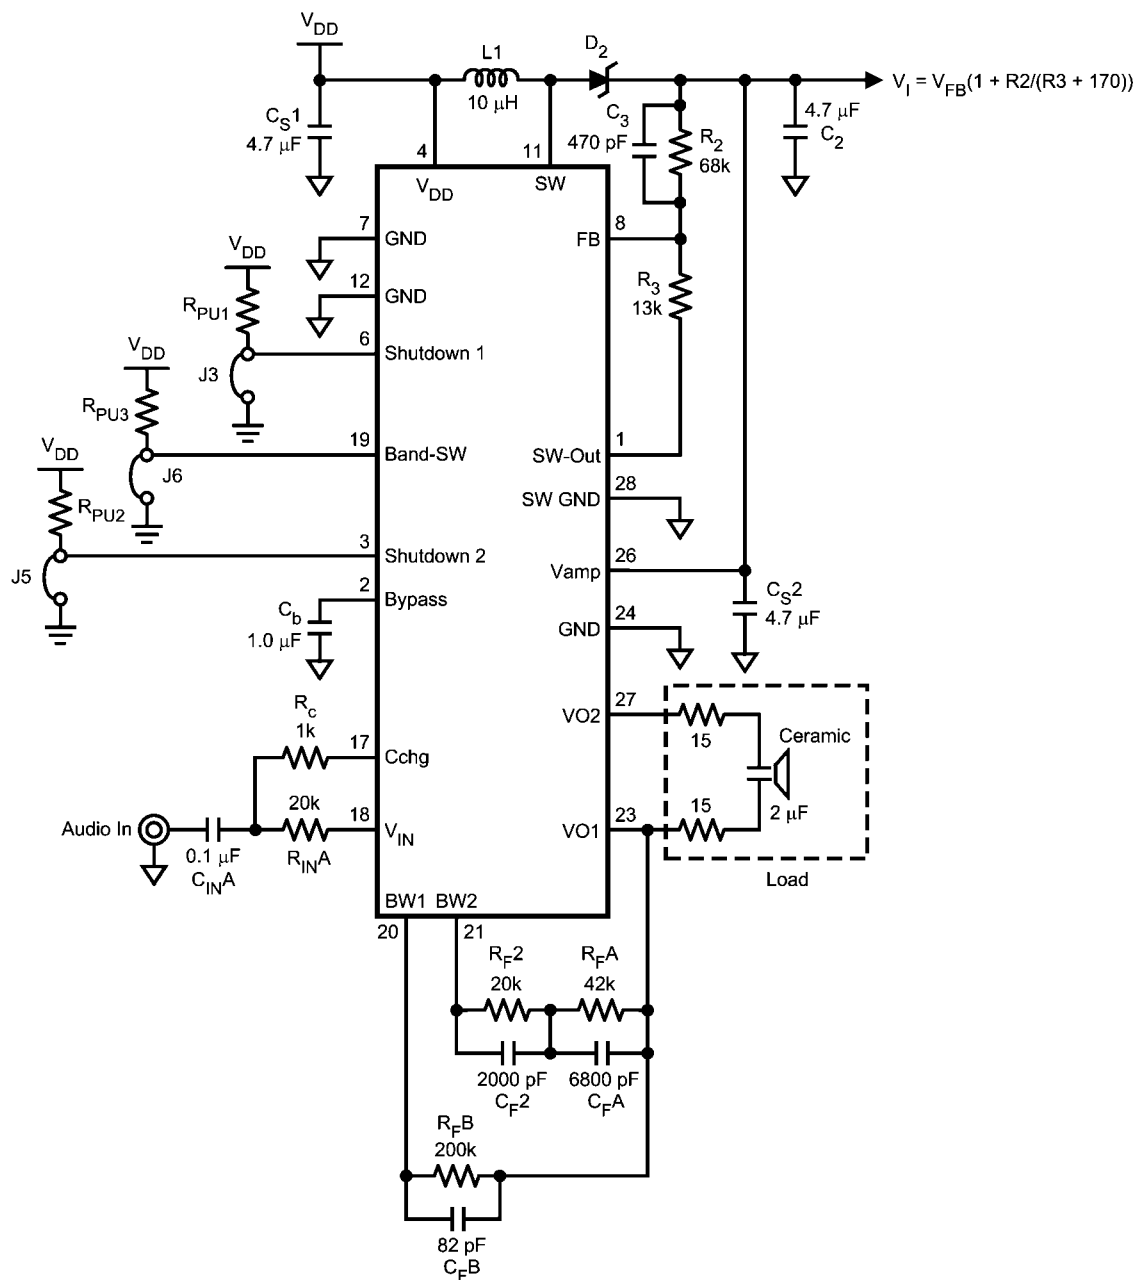 VDD
L1
10 µH
D2
VI = VFB(1 + R2/(R3 + 170))
CS1
4.7 µF
C3
470 pF
R2
68k
4.7 µF
C2
4
11
VDD
SW
7
GND
8
FB
VDD
12
GND
R3
13k
RPU1
6
Shutdown 1
J3
VDD
RPU3
19
Band-SW
J6
1
SW-Out
VDD
28
SW GND
RPU2
3
Shutdown 2
J5
26
Vamp
2
Bypass
Cb
1.0 µF
CS2
4.7 µF
24
GND
27
VO2
15
Ceramic
2 µF
Rc
1k
17
Cchg
Audio In
0.1 µF
CINA
20k
RINA
18
VIN
23
VO1
15
Load
BW1
BW2
20
21
RF2
20k
RFA
42k
2000 pF
CF2
6800 pF
CFA
RFB
200k
82 pF
CFB